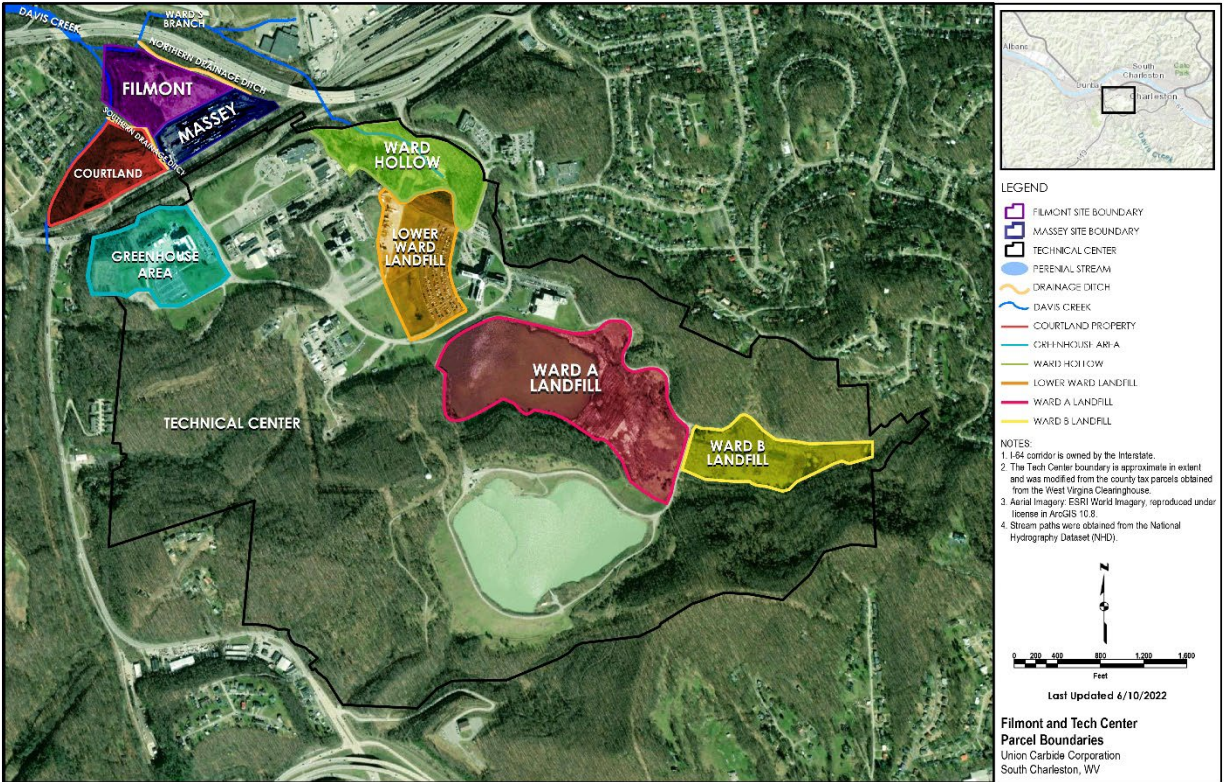 DAVIS CREEK
WARD'S
BRANCH
NORTHERN DRAINAGE DITCH
FILMONT
MASSEY
SOUTHERN DRAINAGE DITCH
COURTLAND
WARD
HOLLOW
LOWER
WARD
LANDFILL
GREENHOUSE
AREA
WARD A
LANDFILL
TECHNICAL CENTER
WARD B
LANDFILL
Albans
South
Charleston
Dunbar
Charleston
Davis Creek
LEGEND
FILMONT SITE BOUNDARY
MASSEY SITE BOUNDARY
TECHNICAL CENTER
PERENIAL STREAM
DRAINAGE DITCH
DAVIS CREEK
COURTLAND PROPERTY
GREENHOUSE AREA
WARD HOLLOW
LOWER WARD LANDFILL
WARD A LANDFILL
WARD B LANDFILL
NOTES:
1. I-64 corridor is owned by the Interstate.
2. The Tech Center boundary is approximate in extent
and was modified from the county tax parcels obtained
from the West Virginia Clearinghouse.
3. Aerial Imagery: ESRI World Imagery, reproduced under
license in ArcGIS 10.8.
4. Stream paths were obtained from the National
Hydrography Dataset (NHD).
N
0 200 400 800 1,200 1,600
Feet
Last Updated 6/10/2022
Filmont and Tech Center
Parcel Boundaries
Union Carbide Corporation
South Charleston, WV